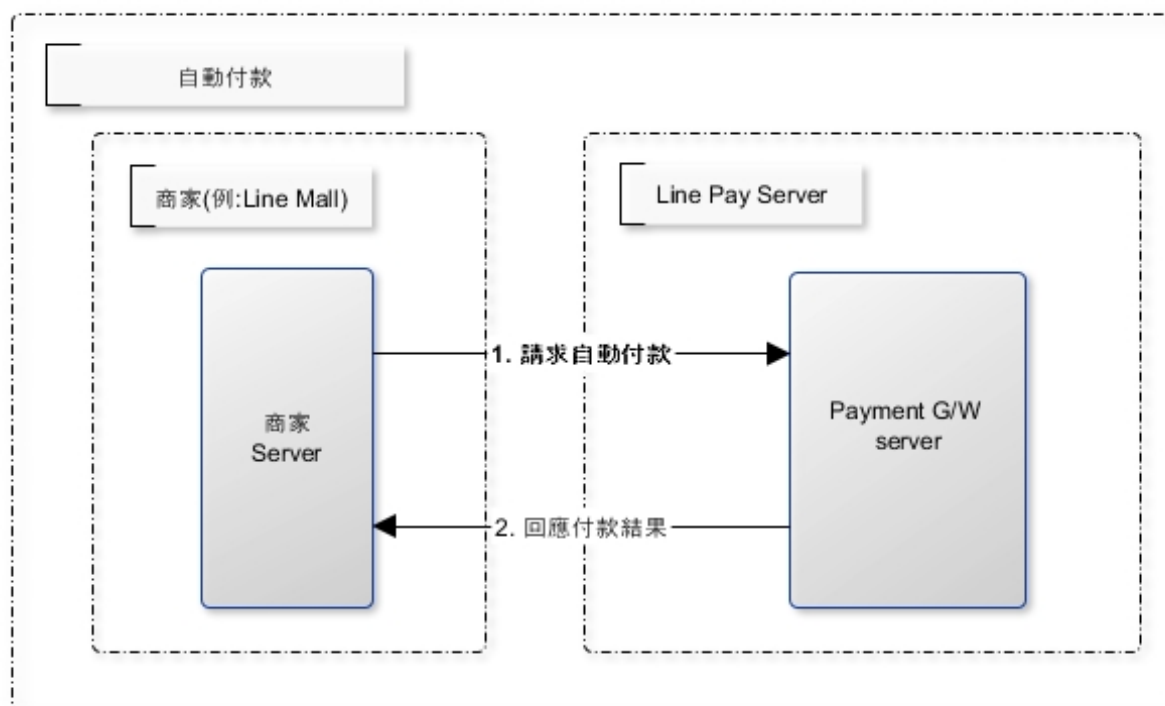 自動付款
商家(例:Line Mall)
Line Pay Server
1. 請求自動付款
商家
Server
Payment G/W
server
2. 回應付款結果